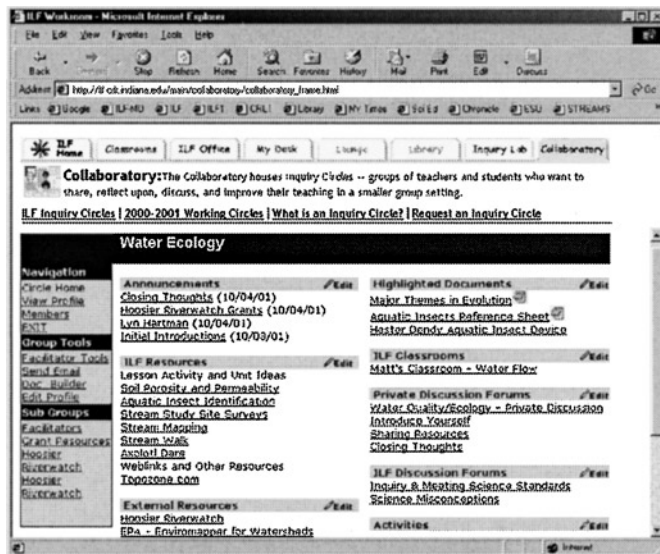 ILF Workroom - Microsoft Internet Explorer
File Edit View Favorites Tools Help
Back Stop Refresh Home Search Favorites History Mail Print Edit Discuss
Address http://ilf.crlt.indiana.edu/main/collaboratory/collaboratory_frame.html Go
Links Google ILF-MU ILF ILF1 CRLT Library NY Times Sci Ed Chronicle ESU STREAMS
ILF Home Classrooms ILF Office My Desk Lounge Library Inquiry Lab Collaboratory
Collaboratory: The Collaboratory houses Inquiry Circles -- groups of teachers and students who want to
share, reflect upon, discuss, and improve their teaching in a smaller group setting.
ILF Inquiry Circles | 2000-2001 Working Circles | What is an Inquiry Circle? | Request an Inquiry Circle
Water Ecology
Navigation
Circle Home
View Profile
Members
EXIT
Group Tools
Facilitator Tools
Send Email
Doc. Builder
Edit Profile
Sub Groups
Facilitators
Grant Resources
Hoosier
Riverwatch
Hoosier
Riverwatch
Announcements Edit
Closing Thoughts (10/04/01)
Hoosier Riverwatch Grants (10/04/01)
Lyn Hartman (10/04/01)
Initial Introductions (10/03/01)
ILF Resources Edit
Lesson Activity and Unit Ideas
Soil Porosity and Permeability
Aquatic Insect Identification
Stream Study Site Surveys
Stream Mapping
Stream Walk
Axolotl Dare
Weblinks and Other Resources
Topozone.com
External Resources Edit
Hoosier Riverwatch
EPA - Enviromapper for Watersheds
Highlighted Documents Edit
Major Themes in Evolution
Aquatic Insects Reference Sheet
Hester Dendy Aquatic Insect Device
ILF Classrooms Edit
Matt's Classroom - Water Flow
Private Discussion Forums Edit
Water Quality/Ecology - Private Discussion
Introduce Yourself
Sharing Resources
Closing Thoughts
ILF Discussion Forums Edit
Inquiry & Meeting Science Standards
Science Misconceptions
Activities Edit
Internet